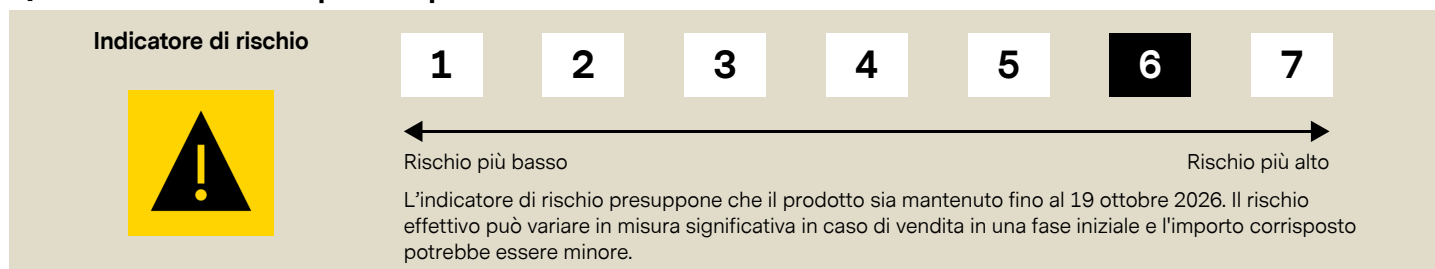 Indicatore di rischio
1 2 3 4 5 6 7
Rischio più basso Rischio più alto
L'indicatore di rischio presuppone che il prodotto sia mantenuto fino al 19 ottobre 2026. Il rischio
effettivo può variare in misura significativa in caso di vendita in una fase iniziale e l'importo corrisposto
potrebbe essere minore.